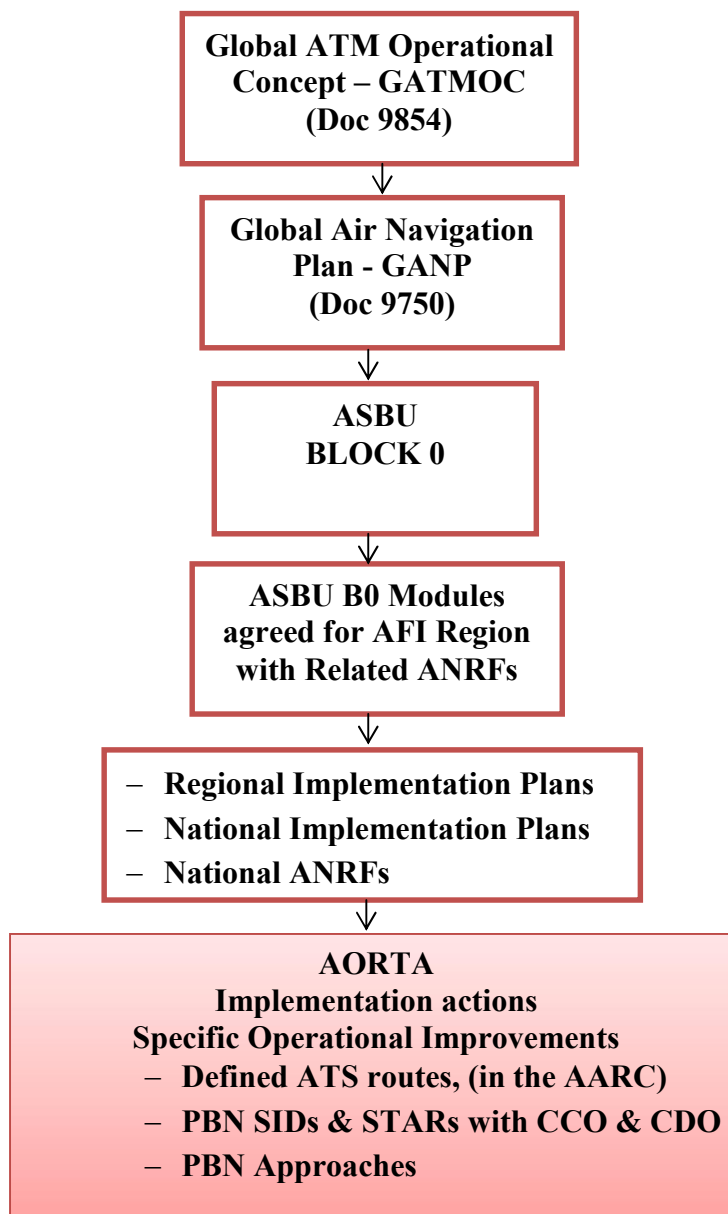 Global ATM Operational
Concept – GATMOC
(Doc 9854)
Global Air Navigation
Plan - GANP
(Doc 9750)
ASBU
BLOCK 0
ASBU B0 Modules
agreed for AFI Region
with Related ANRFs
– Regional Implementation Plans
– National Implementation Plans
– National ANRFs
AORTA
Implementation actions
Specific Operational Improvements
– Defined ATS routes, (in the AARC)
– PBN SIDs & STARs with CCO & CDO
– PBN Approaches